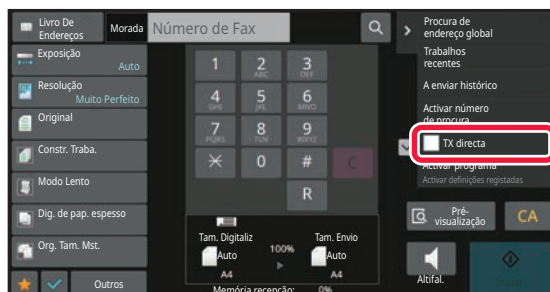 Livro De
Endereços
Morada
Número de Fax
Procura de
endereço global
Exposição
Auto
Trabalhos
recentes
Resolução
Muito Perfeito
1
2
ABC
3
DEF
A enviar histórico
4
GHI
5
JKL
6
MNO
Activar número
de procura
Original
7
PQRS
8
TUV
9
WXYZ
TX directa
Constr. Traba.
0
#
C
Activar programa
Activar definições registadas
Modo Lento
R
Dig. de pap. espesso
Pré-
visualização
CA
Org. Tam. Mst.
Tam. Digitaliz
Tam. Envio
Auto
100%
Auto
A4
A4
Outros
Memória recepção:
0%
Altifal.